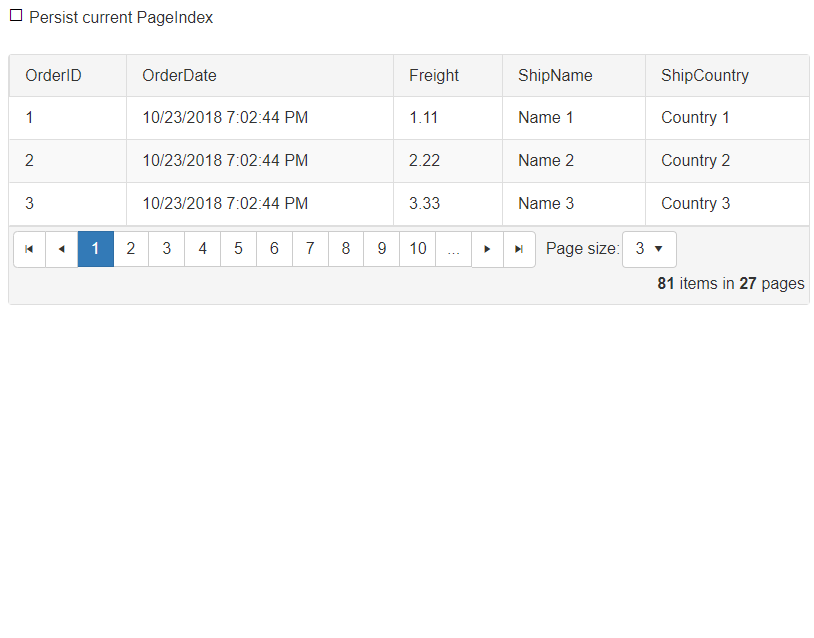 Persist current PageIndex
OrderID OrderDate Freight ShipName ShipCountry
1 10/23/2018 7:02:44 PM 1.11 Name 1 Country 1
2 10/23/2018 7:02:44 PM 2.22 Name 2 Country 2
3 10/23/2018 7:02:44 PM 3.33 Name 3 Country 3
1 2 3 4 5 6 7 8 9 10 ... Page size: 3
81 items in 27 pages